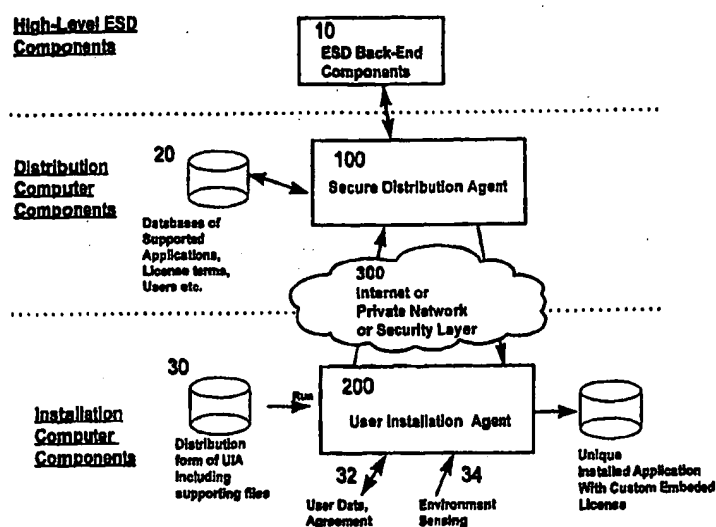 High-Level ESD
Components
10
ESD Back-End
Components
Distribution
Computer
Components
20
Databases of
Supported
Applications,
License terms,
Users etc.
100
Secure Distribution Agent
300
Internet or
Private Network
or Security Layer
Installation
Computer
Components
30
Distribution
form of UIA
including
supporting files
Run
200
User Installation Agent
32
User Data,
Agreement
34
Environment
Sensing
Unique
Installed Application
With Custom Embeded
License